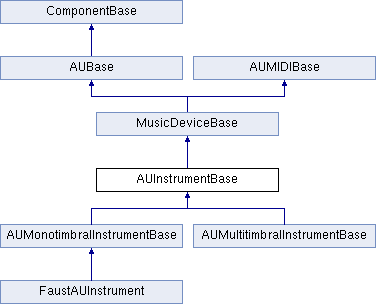 ComponentBase
AUBase
AUMIDIBase
MusicDeviceBase
AUInstrumentBase
AUMonotimbralInstrumentBase
AUMultitimbralInstrumentBase
FaustAUInstrument